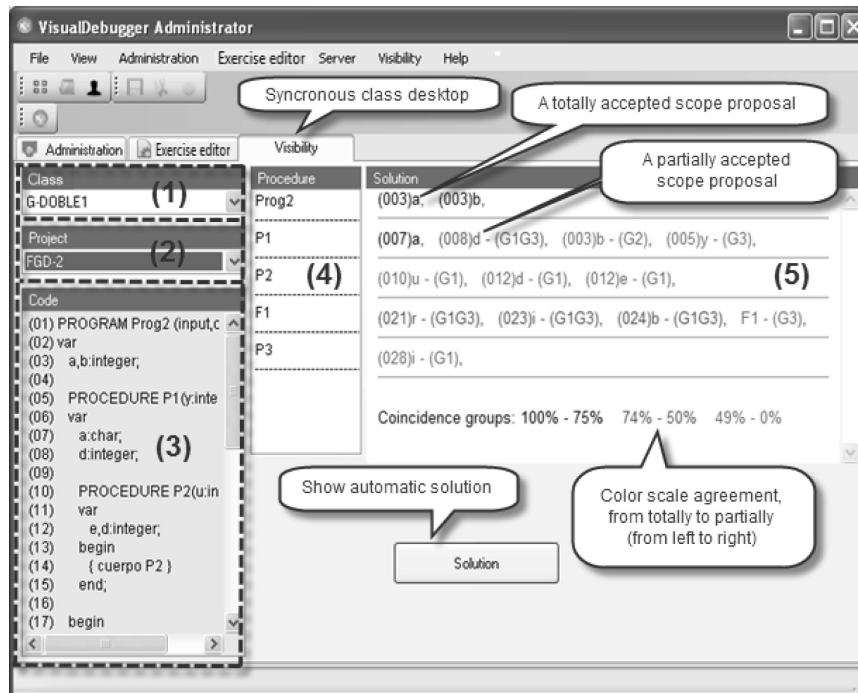 VisualDebugger Administrator
File View Administration Exercise editor Server Visibility Help
Syncronous class desktop
A totally accepted scope proposal
A partially accepted
scope proposal
Administration Exercise editor Visibility
Class
(1)
G-DOBLE1
Project
(2)
FGD-2
Code
(01) PROGRAM Prog2 (input,c
(02) var
(03) a,b:integer;
(04)
(05) PROCEDURE P1(y:inte
(06) var
(07) a:char;
(3)
(08) d:integer;
(09)
(10) PROCEDURE P2(u:in
(11) var
(12) e,d:integer;
(13) begin
(14) { cuerpo P2 }
(15) end;
(16)
(17) begin
Procedure
Prog2
P1
P2
(4)
F1
P3
Solution
(003)a, (003)b,
(007)a, (008)d - (G1G3), (003)b - (G2), (005)y - (G3),
(010)u - (G1), (012)d - (G1), (012)e - (G1),
(5)
(021)r - (G1G3), (023)i - (G1G3), (024)b - (G1G3), F1 - (G3),
(028)i - (G1),
Coincidence groups: 100% - 75% 74% - 50% 49% - 0%
Show automatic solution
Color scale agreement,
from totally to partially
(from left to right)
Solution